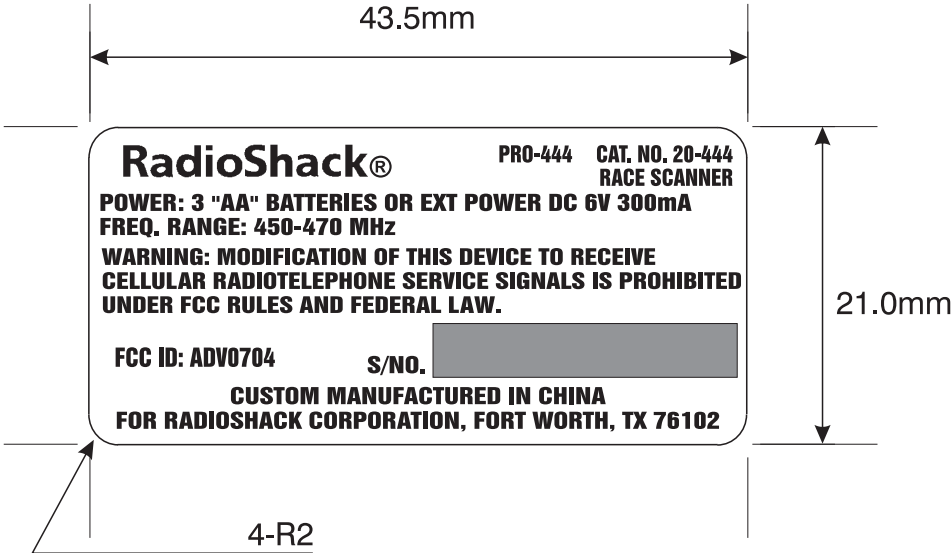 43.5mm
RadioShack®
PRO-444 CAT. NO. 20-444
RACE SCANNER
POWER: 3 "AA" BATTERIES OR EXT POWER DC 6V 300mA
FREQ. RANGE: 450-470 MHz
WARNING: MODIFICATION OF THIS DEVICE TO RECEIVE
CELLULAR RADIOTELEPHONE SERVICE SIGNALS IS PROHIBITED
UNDER FCC RULES AND FEDERAL LAW.
21.0mm
FCC ID: ADV0704 S/NO.
CUSTOM MANUFACTURED IN CHINA
FOR RADIOSHACK CORPORATION, FORT WORTH, TX 76102
4-R2